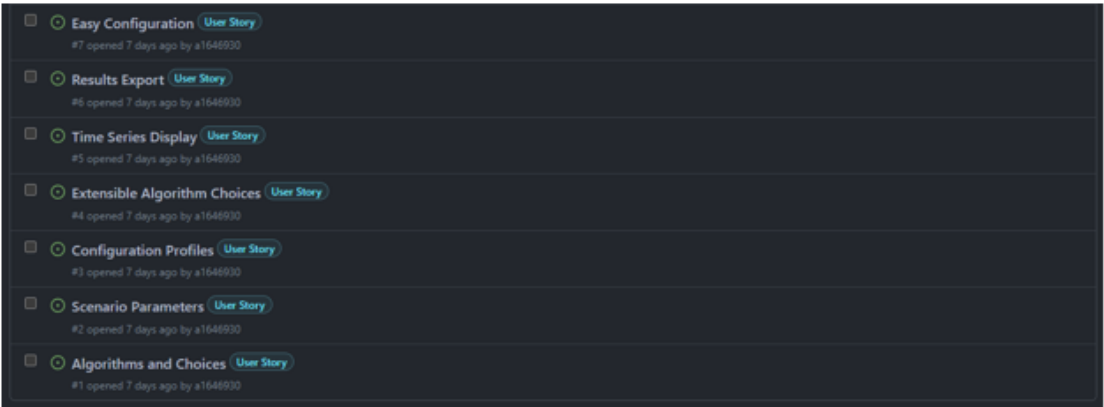 Easy Configuration User Story
#7 opened 7 days ago by a1646930
Results Export User Story
#6 opened 7 days ago by a1646930
Time Series Display User Story
#5 opened 7 days ago by a1646930
Extensible Algorithm Choices User Story
#4 opened 7 days ago by a1646930
Configuration Profiles User Story
#3 opened 7 days ago by a1646930
Scenario Parameters User Story
#2 opened 7 days ago by a1646930
Algorithms and Choices User Story
#1 opened 7 days ago by a1646930